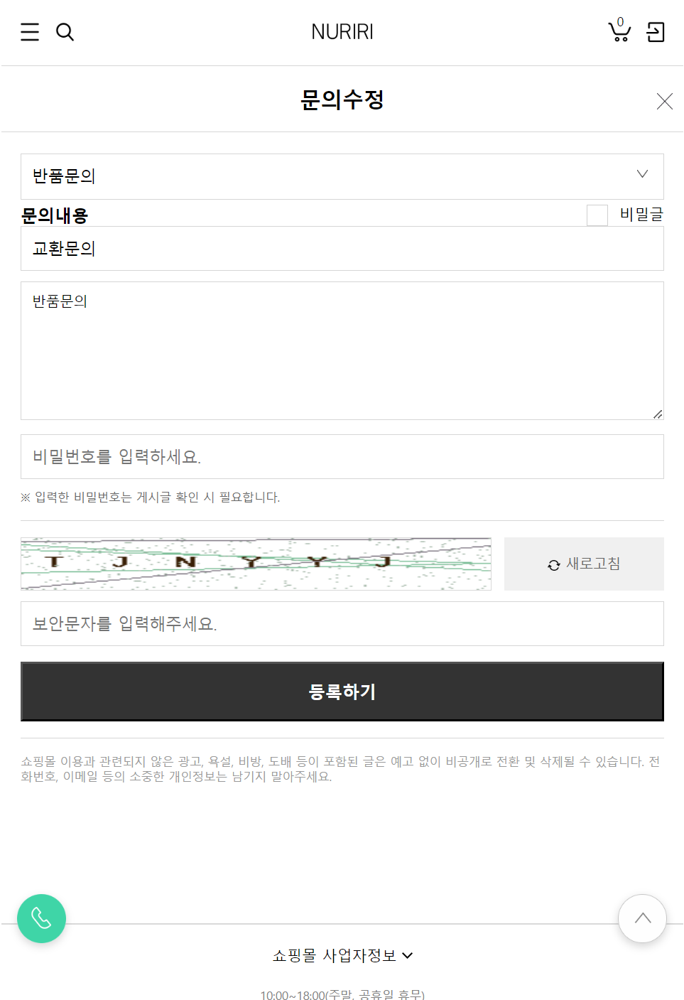 NURIRI
0
문의수정
반품문의
문의내용
비밀글
교환문의
반품문의
비밀번호를 입력하세요.
※ 입력한 비밀번호는 게시글 확인 시 필요합니다.
T J N Y Y J
새로고침
보안문자를 입력해주세요.
등록하기
쇼핑몰 이용과 관련되지 않은 광고, 욕설, 비방, 도배 등이 포함된 글은 예고 없이 비공개로 전환 및 삭제될 수 있습니다. 전
화번호, 이메일 등의 소중한 개인정보는 남기지 말아주세요.
쇼핑몰 사업자정보
10:00~18:00(주말, 공휴일 휴무)